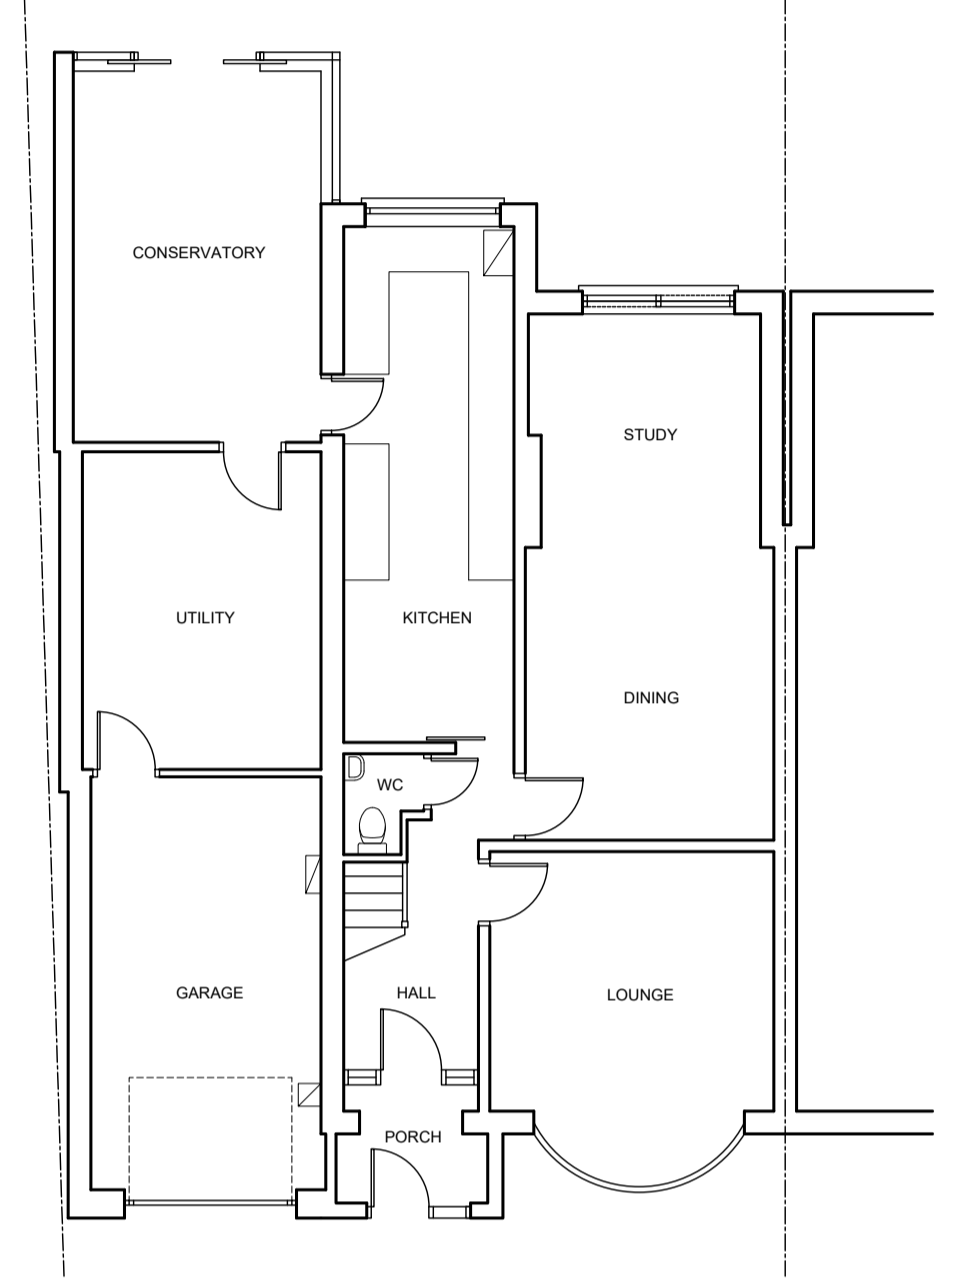 CONSERVATORY
STUDY
UTILITY
KITCHEN
DINING
WC
GARAGE
HALL
LOUNGE
PORCH